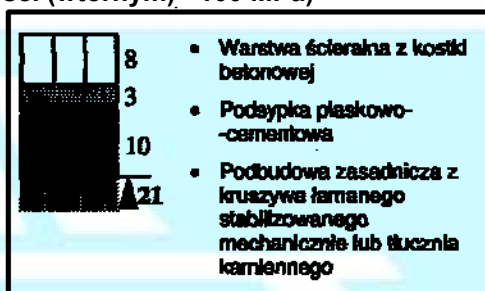 8
3
10
21
• Warstwa ścieralna z kostki
betonowej
• Podsypka piaskowo-
-cementowa
• Podbudowa zasadnicza z
kruszywa łamanego
stabilizowanego
mechanicznie lub tłucznia
kamiennego